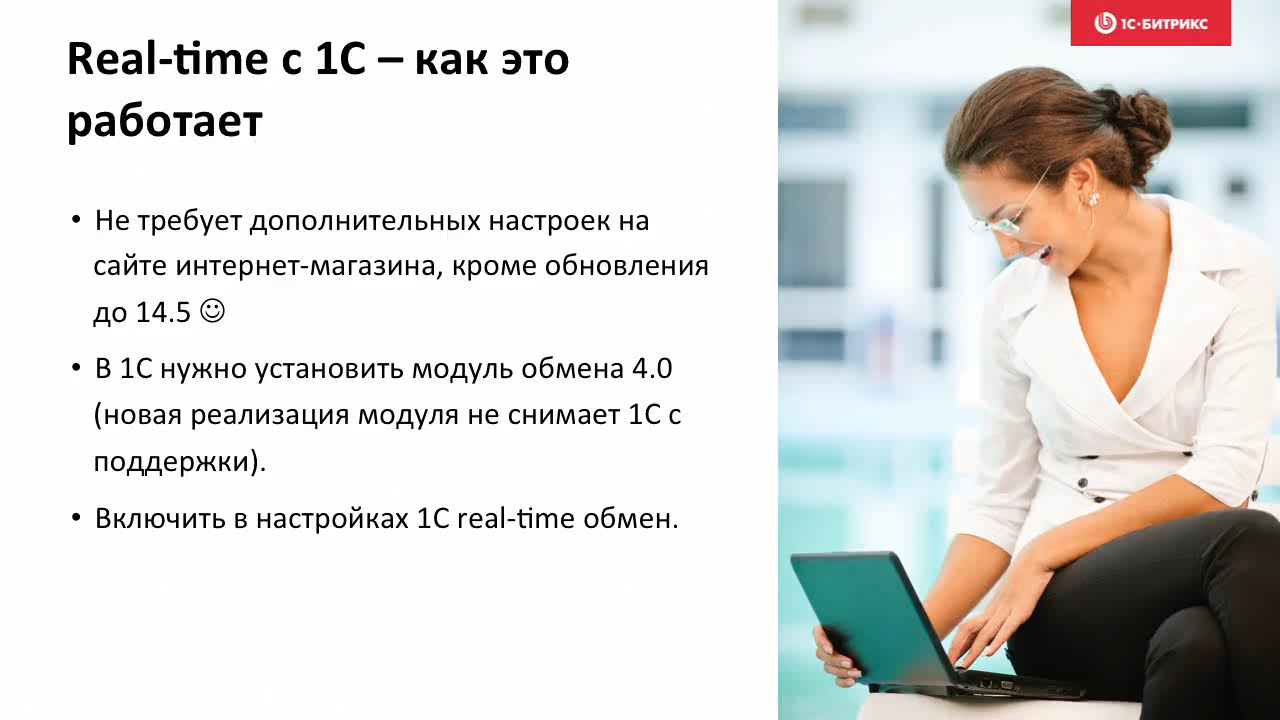 Real-time с 1С – как это
работает
1С-БИТРИКС
• Не требует дополнительных настроек на
сайте интернет-магазина, кроме обновления
до 14.5 ☺
• В 1С нужно установить модуль обмена 4.0
(новая реализация модуля не снимает 1С с
поддержки).
• Включить в настройках 1С real-time обмен.